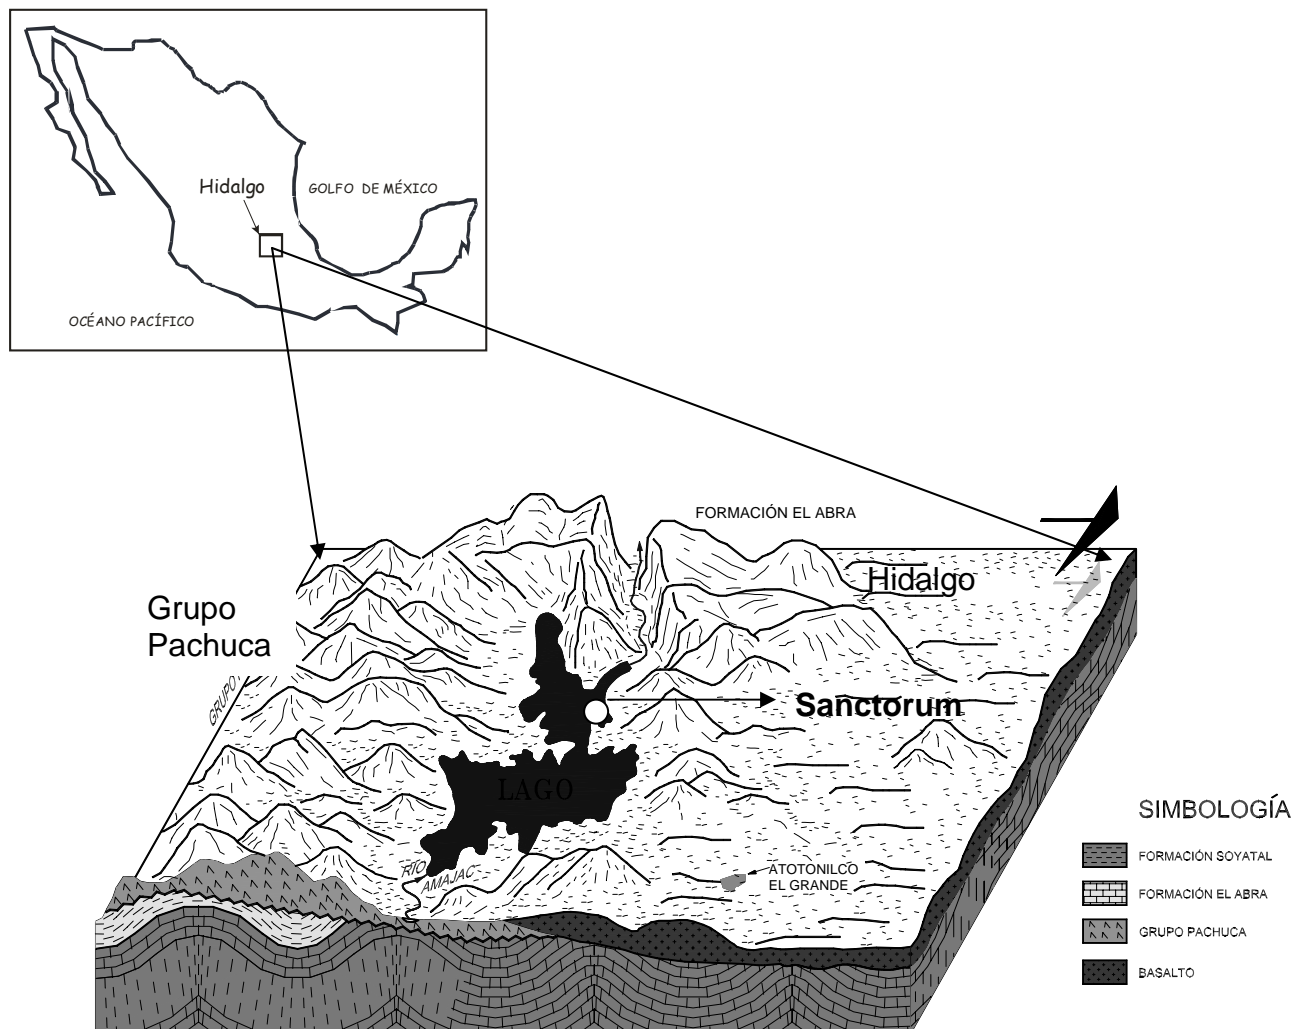 Hidalgo
GOLFO DE MÉXICO
OCÉANO PACÍFICO
FORMACIÓN EL ABRA
Hidalgo
Grupo
Pachuca
GRUPO
Sanctorum
LAGO
SIMBOLOGÍA
FORMACIÓN SOYATAL
FORMACIÓN EL ABRA
GRUPO PACHUCA
BASALTO
RÍO
AMAJAC
ATOTONILCO
EL GRANDE